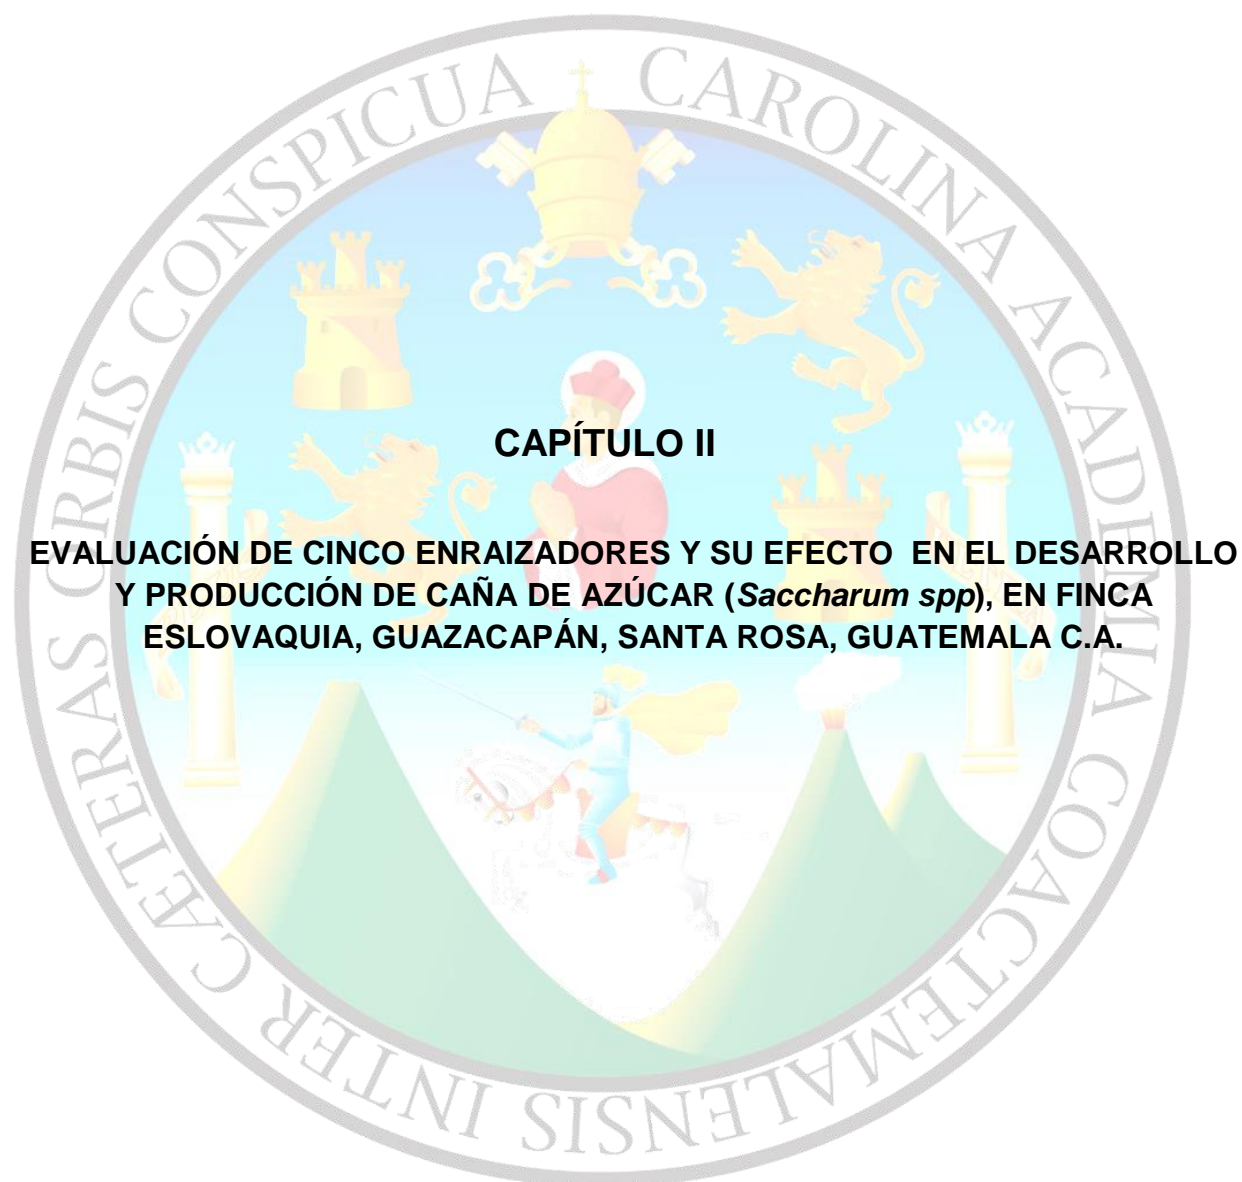 CAROLINA ACADEMIA COACTEMALENSIS INTER CÆTERAS ORBIS CONSPICUA
CAPÍTULO II
EVALUACIÓN DE CINCO ENRAIZADORES Y SU EFECTO EN EL DESARROLLO
Y PRODUCCIÓN DE CAÑA DE AZÚCAR (Saccharum spp), EN FINCA
ESLOVAQUIA, GUAZACAPÁN, SANTA ROSA, GUATEMALA C.A.